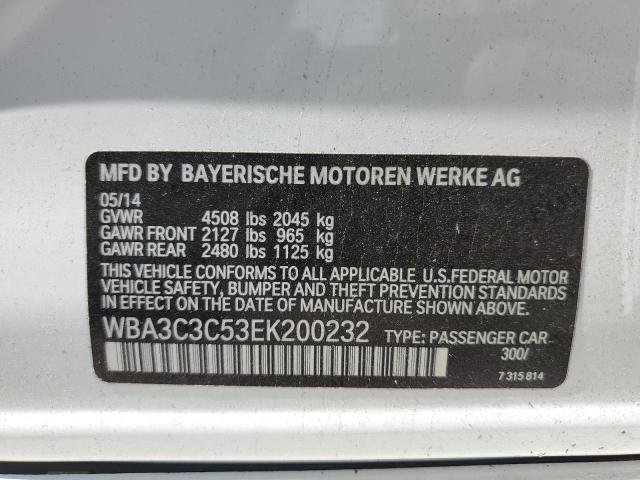 MFD BY BAYERISCHE MOTOREN WERKE AG
05/14
GVWR 4508 lbs 2045 kg
GAWR FRONT 2127 lbs 965 kg
GAWR REAR 2480 lbs 1125 kg
THIS VEHICLE CONFORMS TO ALL APPLICABLE U.S.FEDERAL MOTOR
VEHICLE SAFETY, BUMPER AND THEFT PREVENTION STANDARDS
IN EFFECT ON THE DATE OF MANUFACTURE SHOWN ABOVE.
WBA3C3C53EK200232 TYPE: PASSENGER CAR
300/
7 315 814